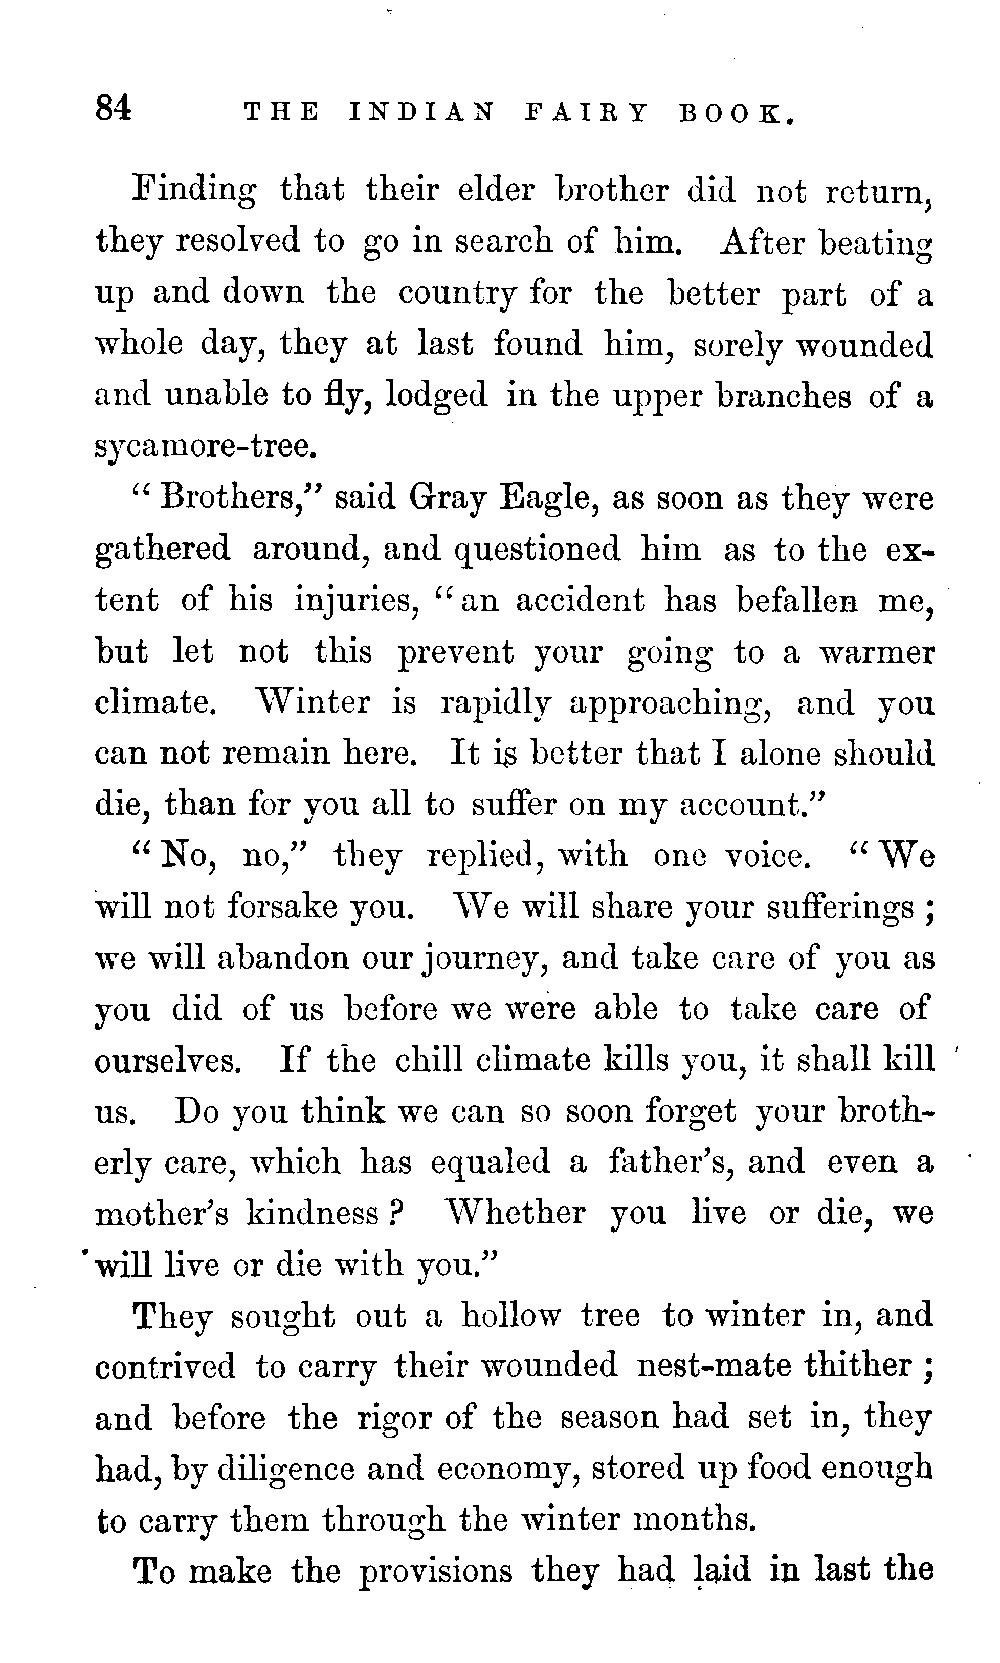 84 THE INDIAN FAIRY BOOK.
Finding that their elder brother did not return,
they resolved to go in search of him. After beating
up and down the country for the better part of a
whole day, they at last found him, sorely wounded
and unable to fly, lodged in the upper branches of a
sycamore-tree.
“Brothers,” said Gray Eagle, as soon as they were
gathered around, and questioned him as to the ex-
tent of his injuries, “an accident has befallen me,
but let not this prevent your going to a warmer
climate. Winter is rapidly approaching, and you
can not remain here. It is better that I alone should
die, than for you all to suffer on my account.”
“No, no,” they replied, with one voice. “We
will not forsake you. We will share your sufferings;
we will abandon our journey, and take care of you as
you did of us before we were able to take care of
ourselves. If the chill climate kills you, it shall kill
us. Do you think we can so soon forget your broth-
erly care, which has equaled a father’s, and even a
mother’s kindness? Whether you live or die, we
will live or die with you.”
They sought out a hollow tree to winter in, and
contrived to carry their wounded nest-mate thither;
and before the rigor of the season had set in, they
had, by diligence and economy, stored up food enough
to carry them through the winter months.
To make the provisions they had laid in last the